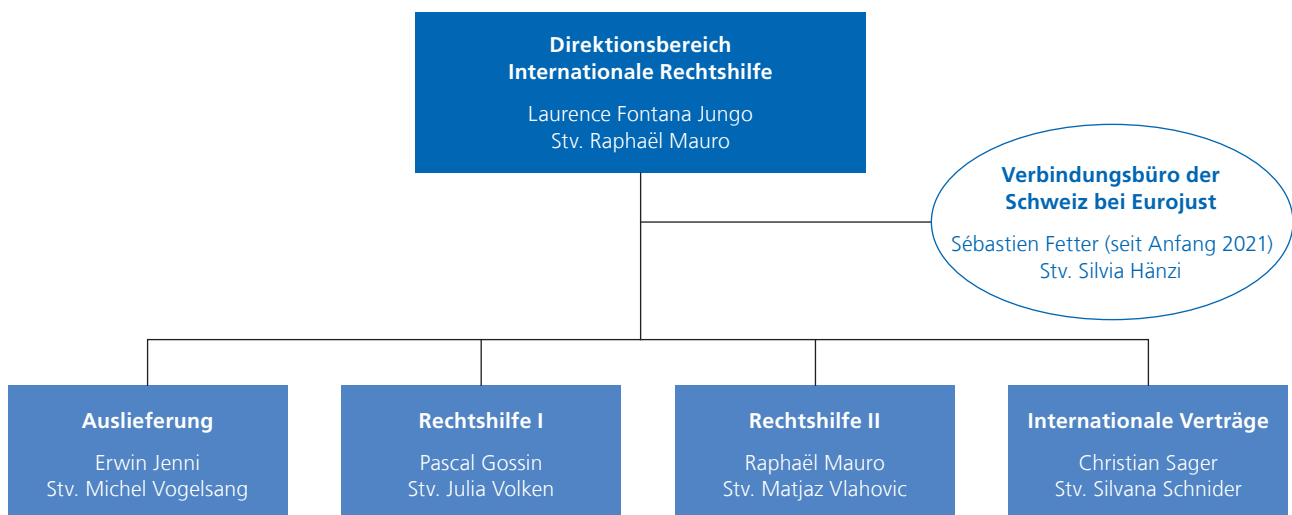 Direktionsbereich
Internationale Rechtshilfe
Laurence Fontana Jungo
Stv. Raphaël Mauro
Verbindungsbüro der
Schweiz bei Eurojust
Sébastien Fetter (seit Anfang 2021)
Stv. Silvia Hänzi
Auslieferung
Erwin Jenni
Stv. Michel Vogelsang
Rechtshilfe I
Pascal Gossin
Stv. Julia Volken
Rechtshilfe II
Raphaël Mauro
Stv. Matjaz Vlahovic
Internationale Verträge
Christian Sager
Stv. Silvana Schnider